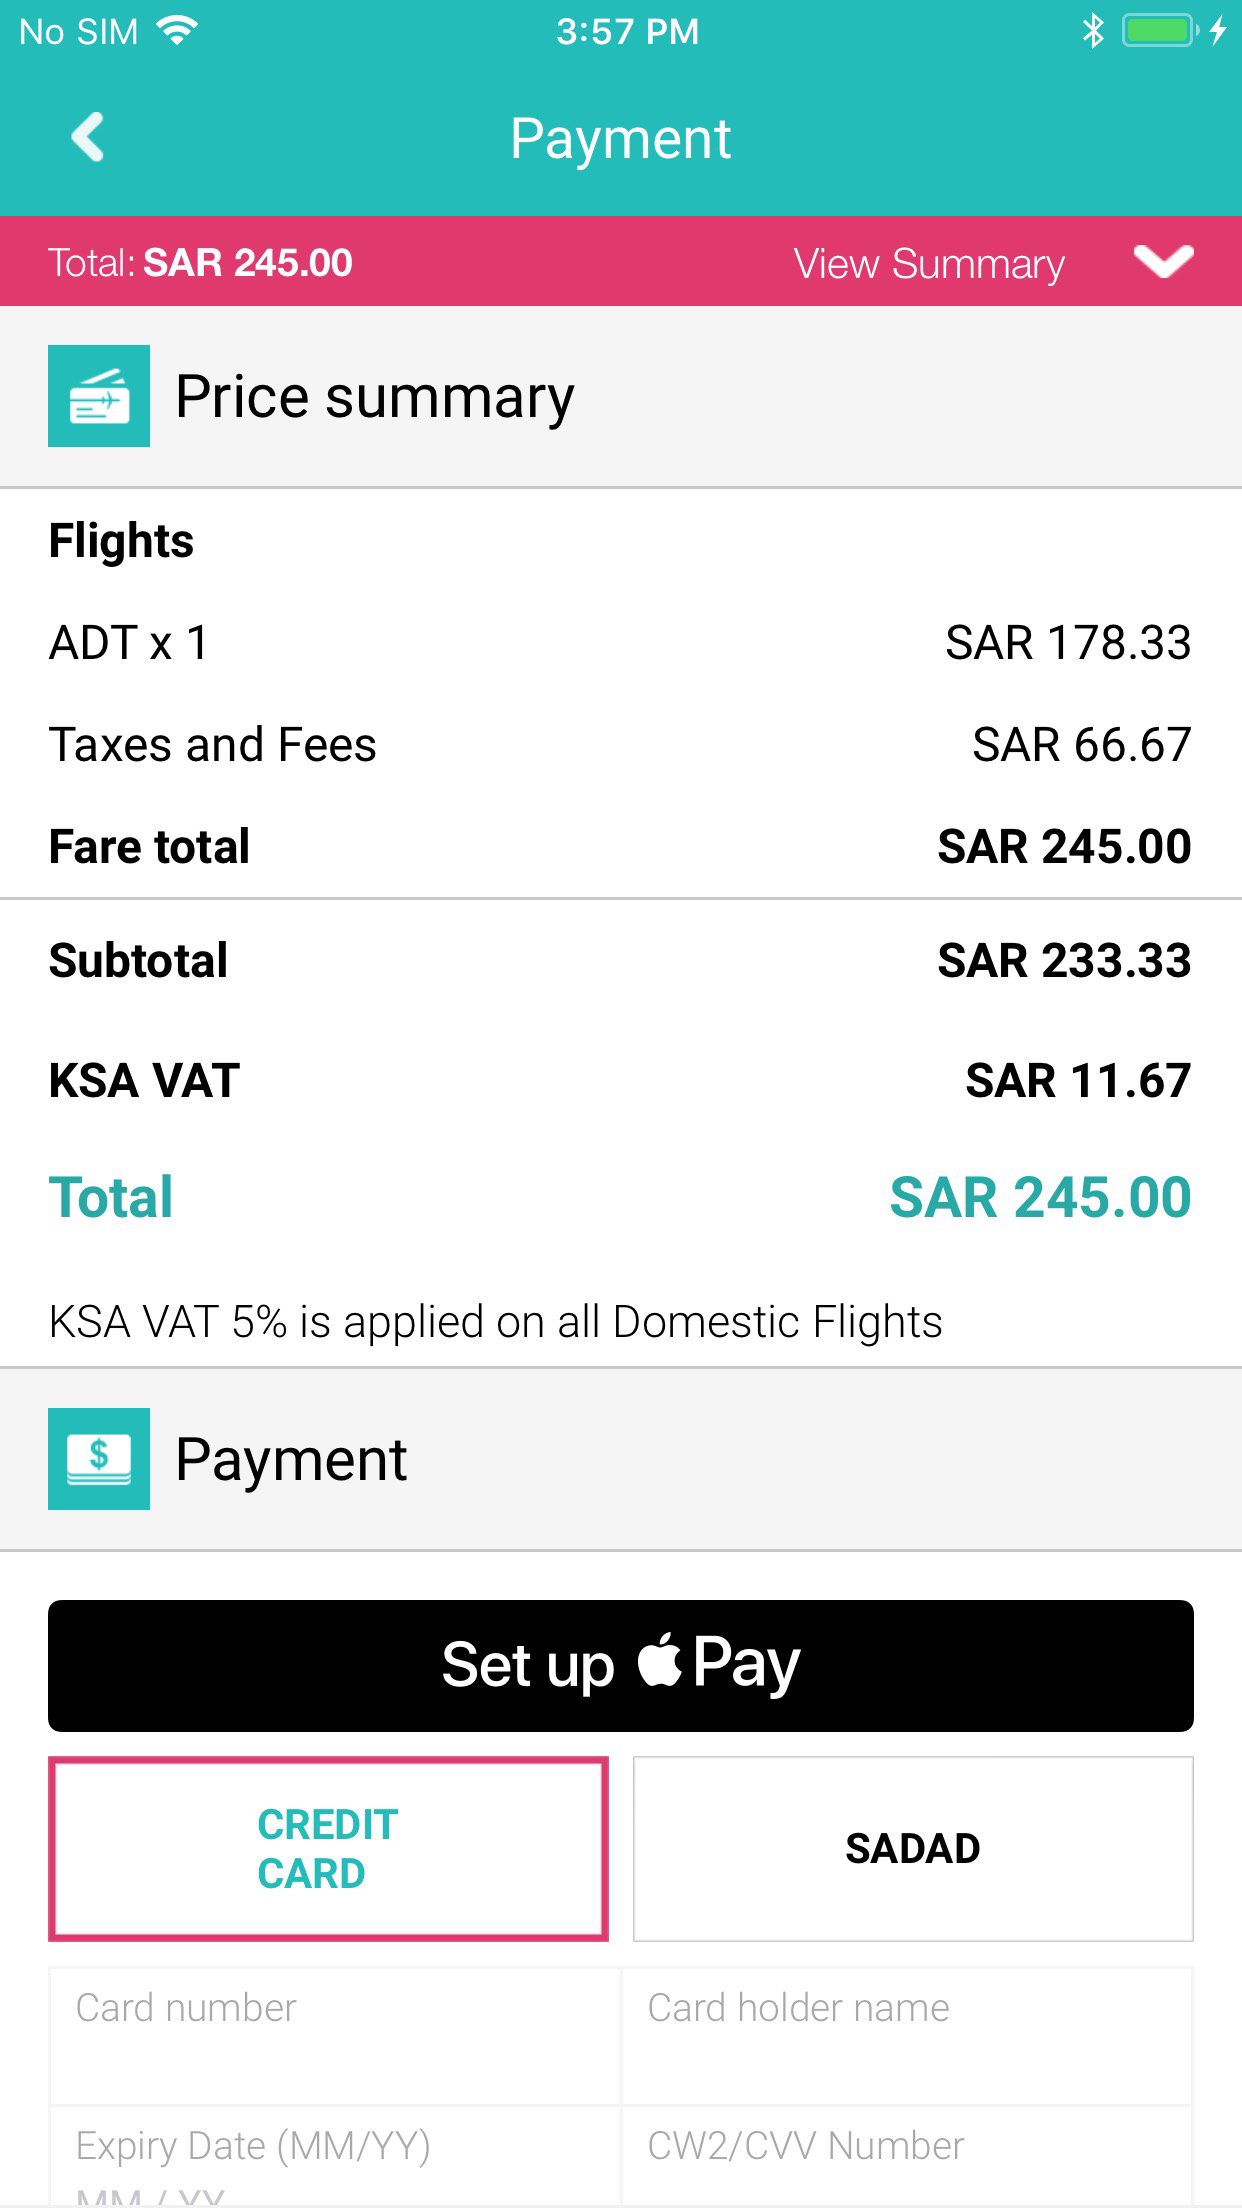 No SIM 3:57 PM
Payment
Total: SAR 245.00 View Summary
Price summary
Flights
ADT x 1 SAR 178.33
Taxes and Fees SAR 66.67
Fare total SAR 245.00
Subtotal SAR 233.33
KSA VAT SAR 11.67
Total SAR 245.00
KSA VAT 5% is applied on all Domestic Flights
$ Payment
Set up Pay
CREDIT
CARD
SADAD
Card number Card holder name
Expiry Date (MM/YY) CW2/CVV Number
MM / YY